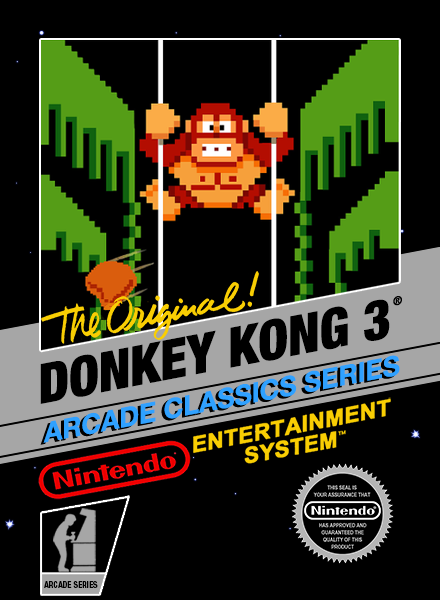 The Original!
DONKEY KONG 3®
ARCADE CLASSICS SERIES
Nintendo®
ENTERTAINMENT
SYSTEM™
THIS SEAL IS
YOUR ASSURANCE THAT
Nintendo
HAS APPROVED AND
GUARANTEED THE
QUALITY OF THIS
PRODUCT
ARCADE SERIES